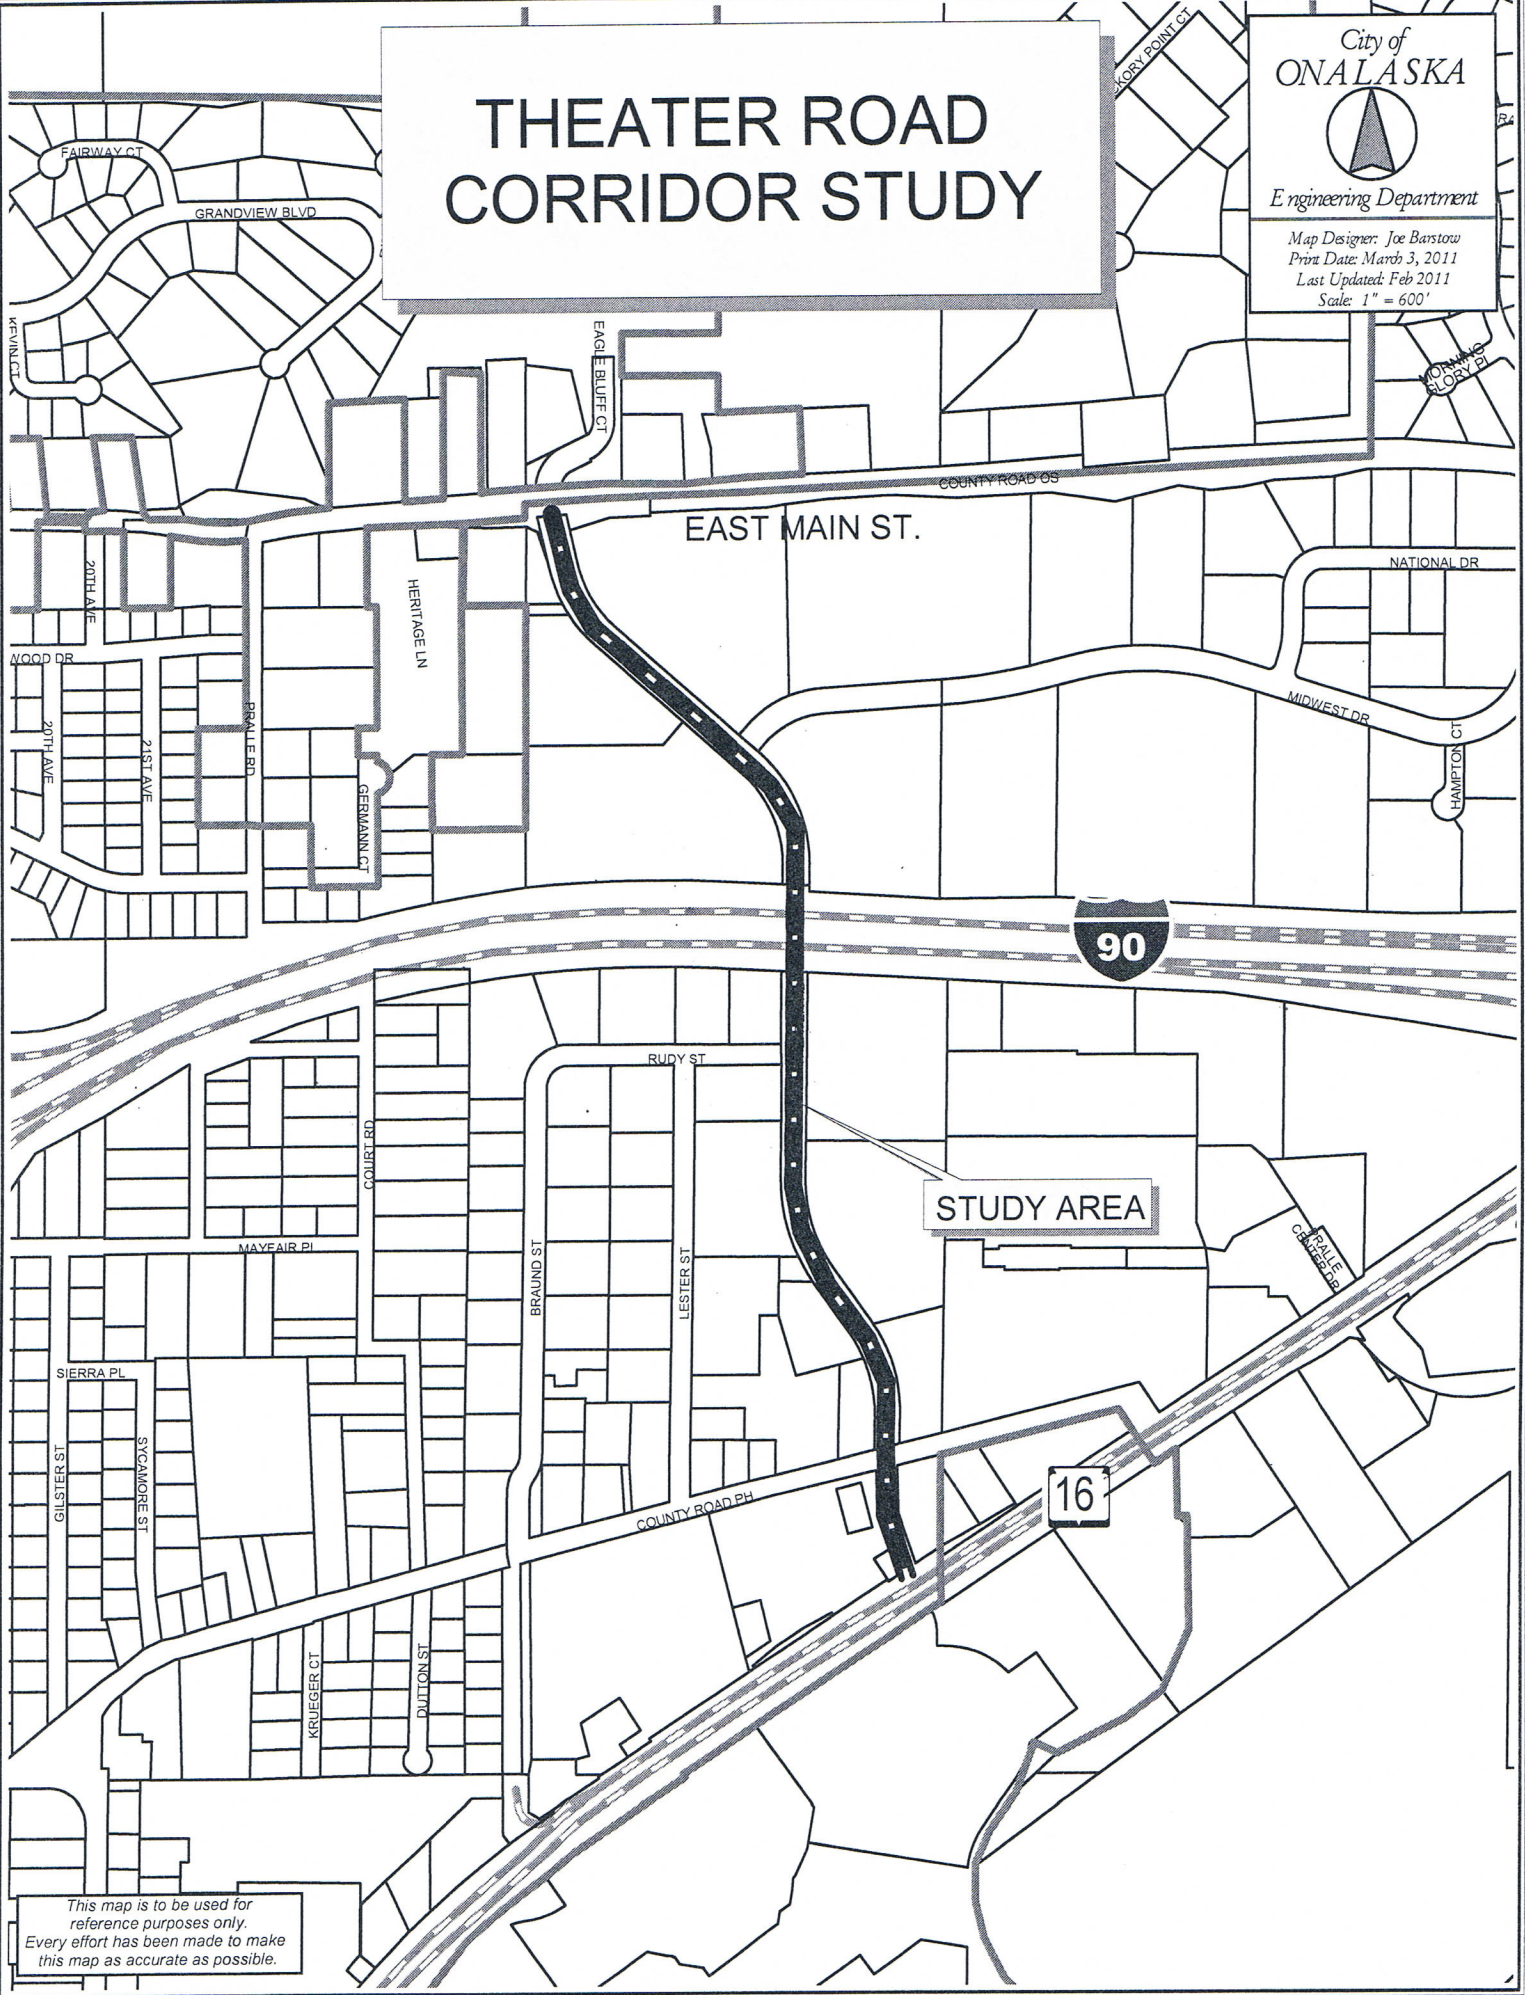 THEATER ROAD
CORRIDOR STUDY
City of
ONALASKA
Engineering Department
Map Designer: Joe Barstow
Print Date: March 3, 2011
Last Updated: Feb 2011
Scale: 1" = 600'
FAIRWAY CT
GRANDVIEW BLVD
KEVIN CT
EAGLE BLUFF CT
MORNING
GLORY PL
COUNTY ROAD OS
EAST MAIN ST.
NATIONAL DR
20TH AVE
HERITAGE LN
WOOD DR
MIDWEST DR
20TH AVE
21ST AVE
PRALLE RD
GERMANN CT
HAMPTON CT
90
RUDY ST
COURT RD
STUDY AREA
MAYFAIR PL
BRAUND ST
LESTER ST
PRALLE
CENTER DR
SIERRA PL
GILSTER ST
SYCAMORE ST
16
COUNTY ROAD PH
KRUEGER CT
DUTTON ST
This map is to be used for
reference purposes only.
Every effort has been made to make
this map as accurate as possible.